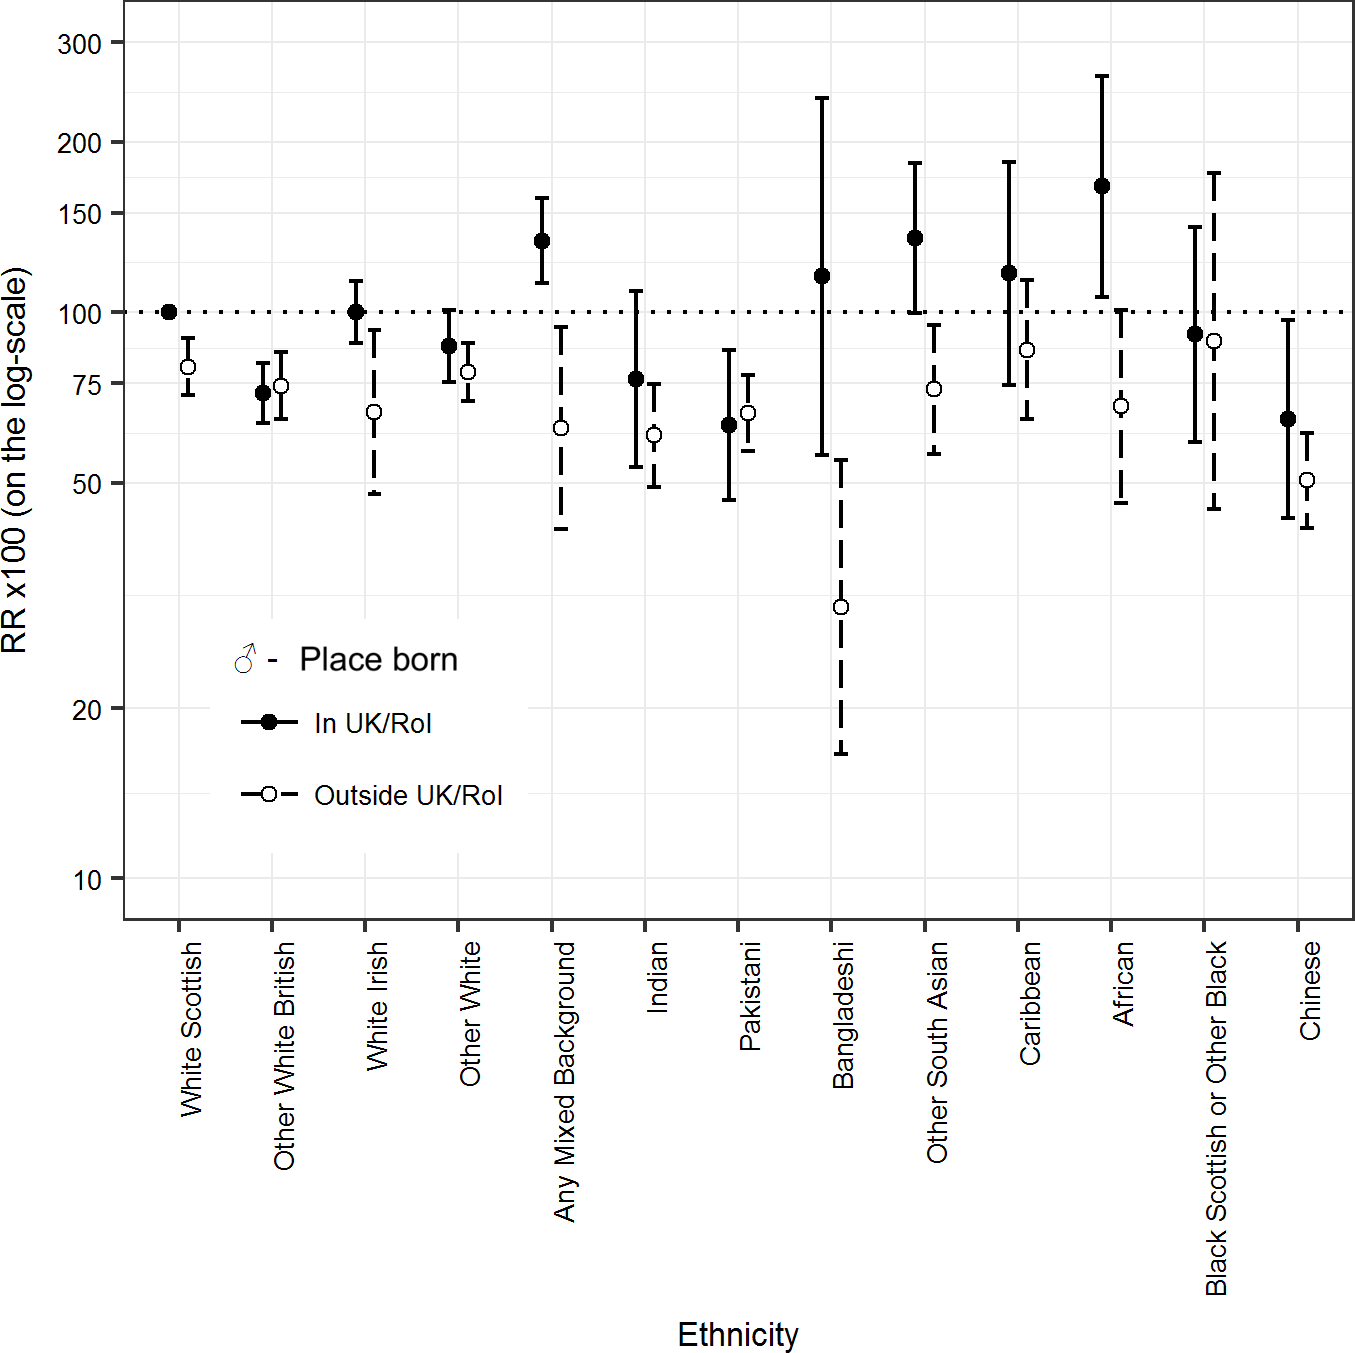 RR x100 (on the log-scale)
300
200
150
100
75
50
20
10
♂ - Place born
In UK/RoI
Outside UK/RoI
White Scottish
Other White British
White Irish
Other White
Any Mixed Background
Indian
Pakistani
Bangladeshi
Other South Asian
Caribbean
African
Black Scottish or Other Black
Chinese
Ethnicity